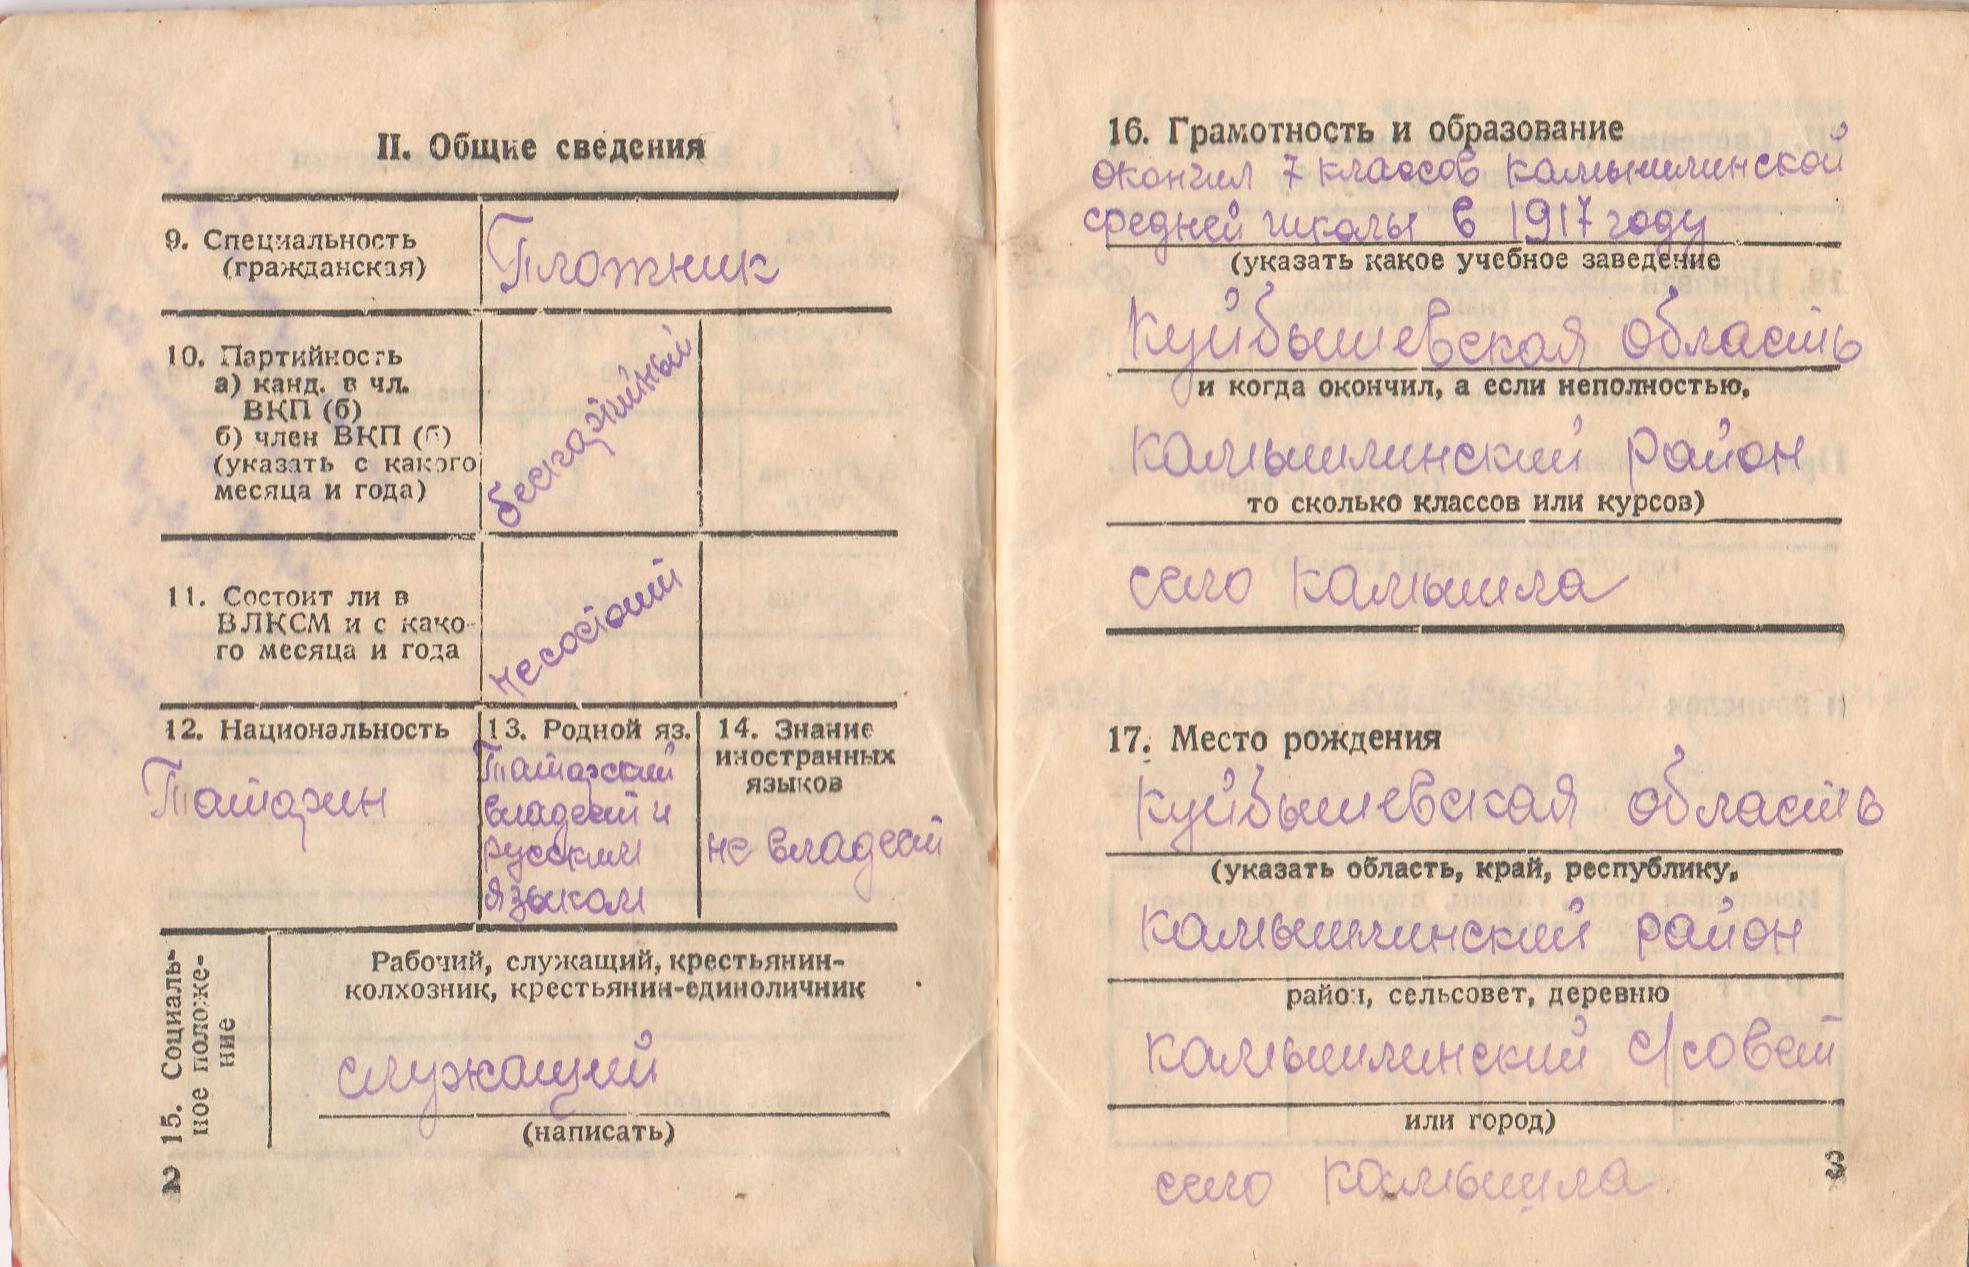 II. Общие сведения
9. Специальность
(гражданская)
Плотник
10. Партийность
а) канд. в чл.
ВКП (б)
б) член ВКП (б)
(указать с какого
месяца и года)
беспартийный
11. Состоит ли в
ВЛКСМ и с како-
го месяца и года
не состоит
12. Национальность
Татарин
13. Родной яз.
Татарский
владеет и
русским
языком
14. Знание
иностранных
языков
не владеет
15. Социаль-
ное положе-
ние
Рабочий, служащий, крестьянин-
колхозник, крестьянин-единоличник
служащий
(написать)
2
16. Грамотность и образование
окончил 7 классов Камышлинской
средней школы в 1917 году
(указать какое учебное заведение
Куйбышевская область
и когда окончил, а если неполностью,
Камышлинский район
то сколько классов или курсов)
село Камышла
17. Место рождения
Куйбышевская область
(указать область, край, республику,
Камышлинский район
район, сельсовет, деревню
Камышлинский с/совет
или город)
село Камышла.
3